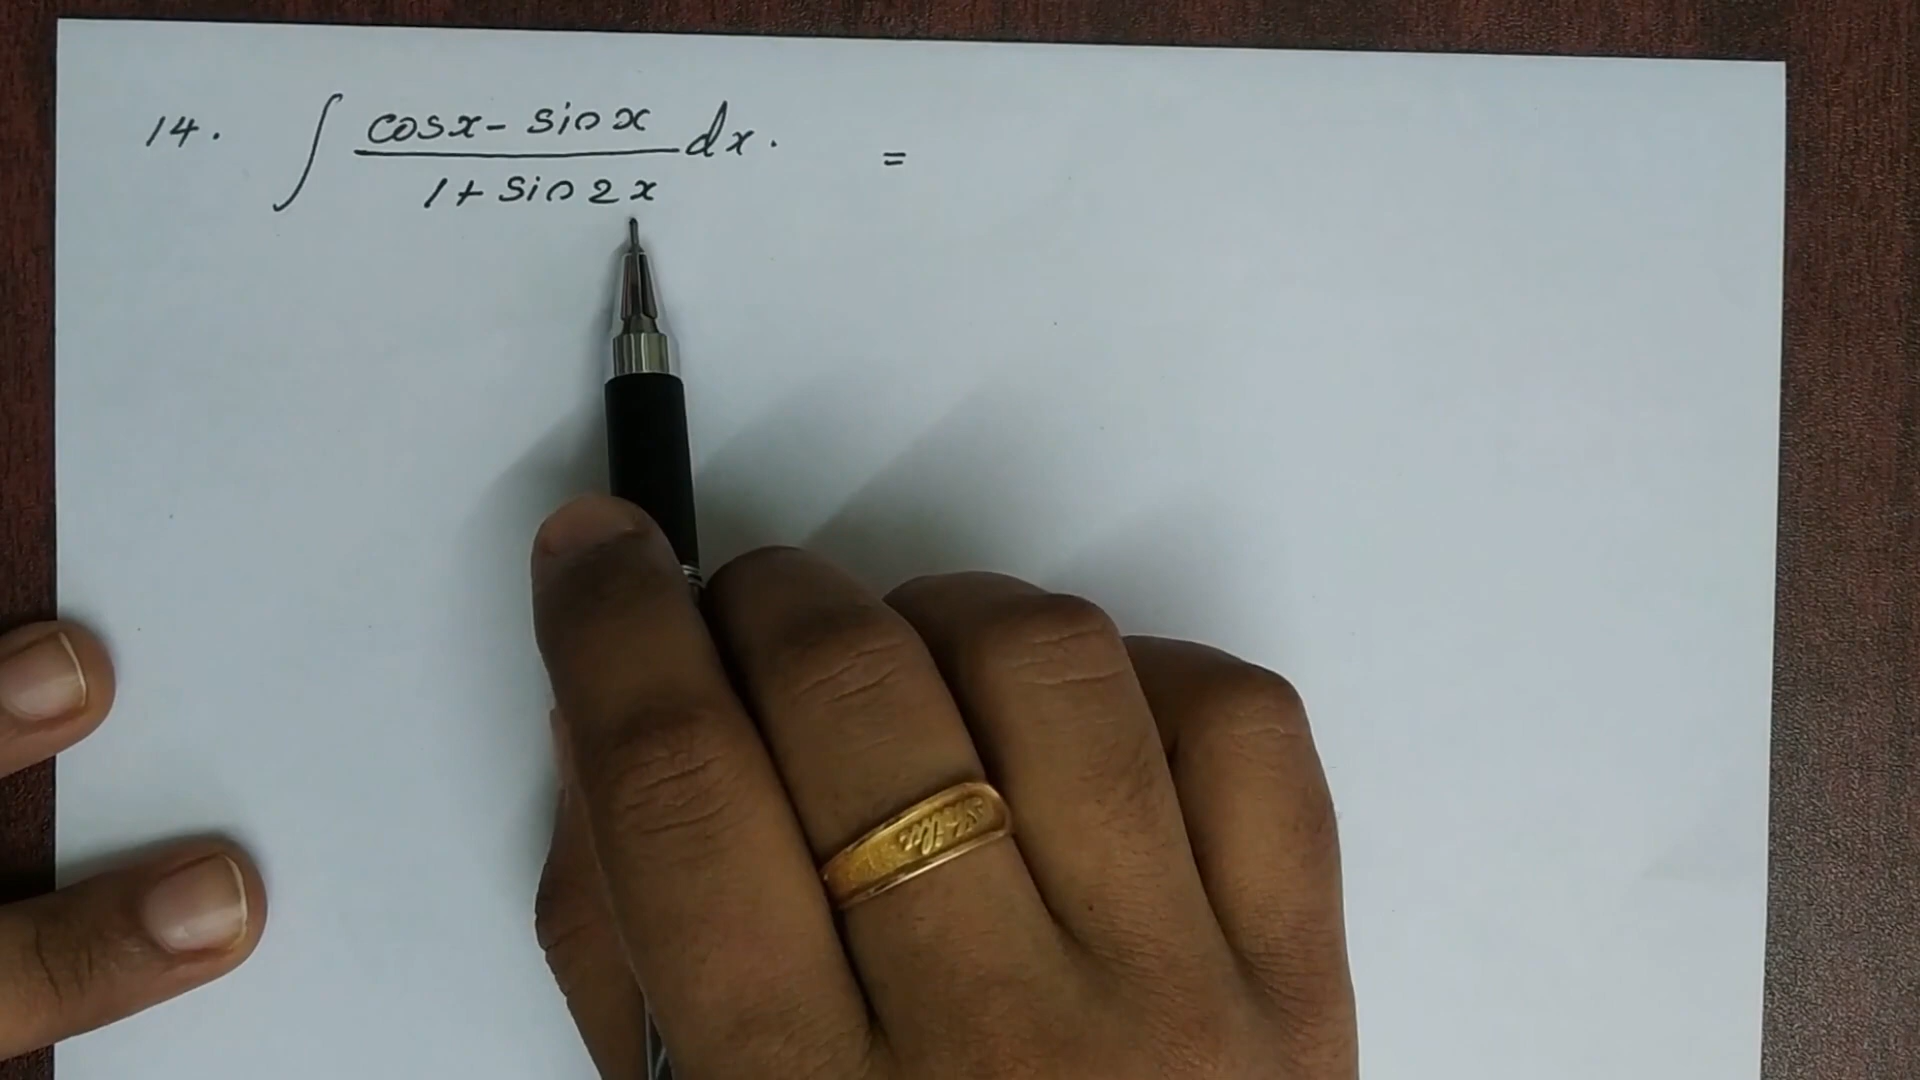 14. ∫ (cosx - sinx)/(1 + sin2x) dx. =